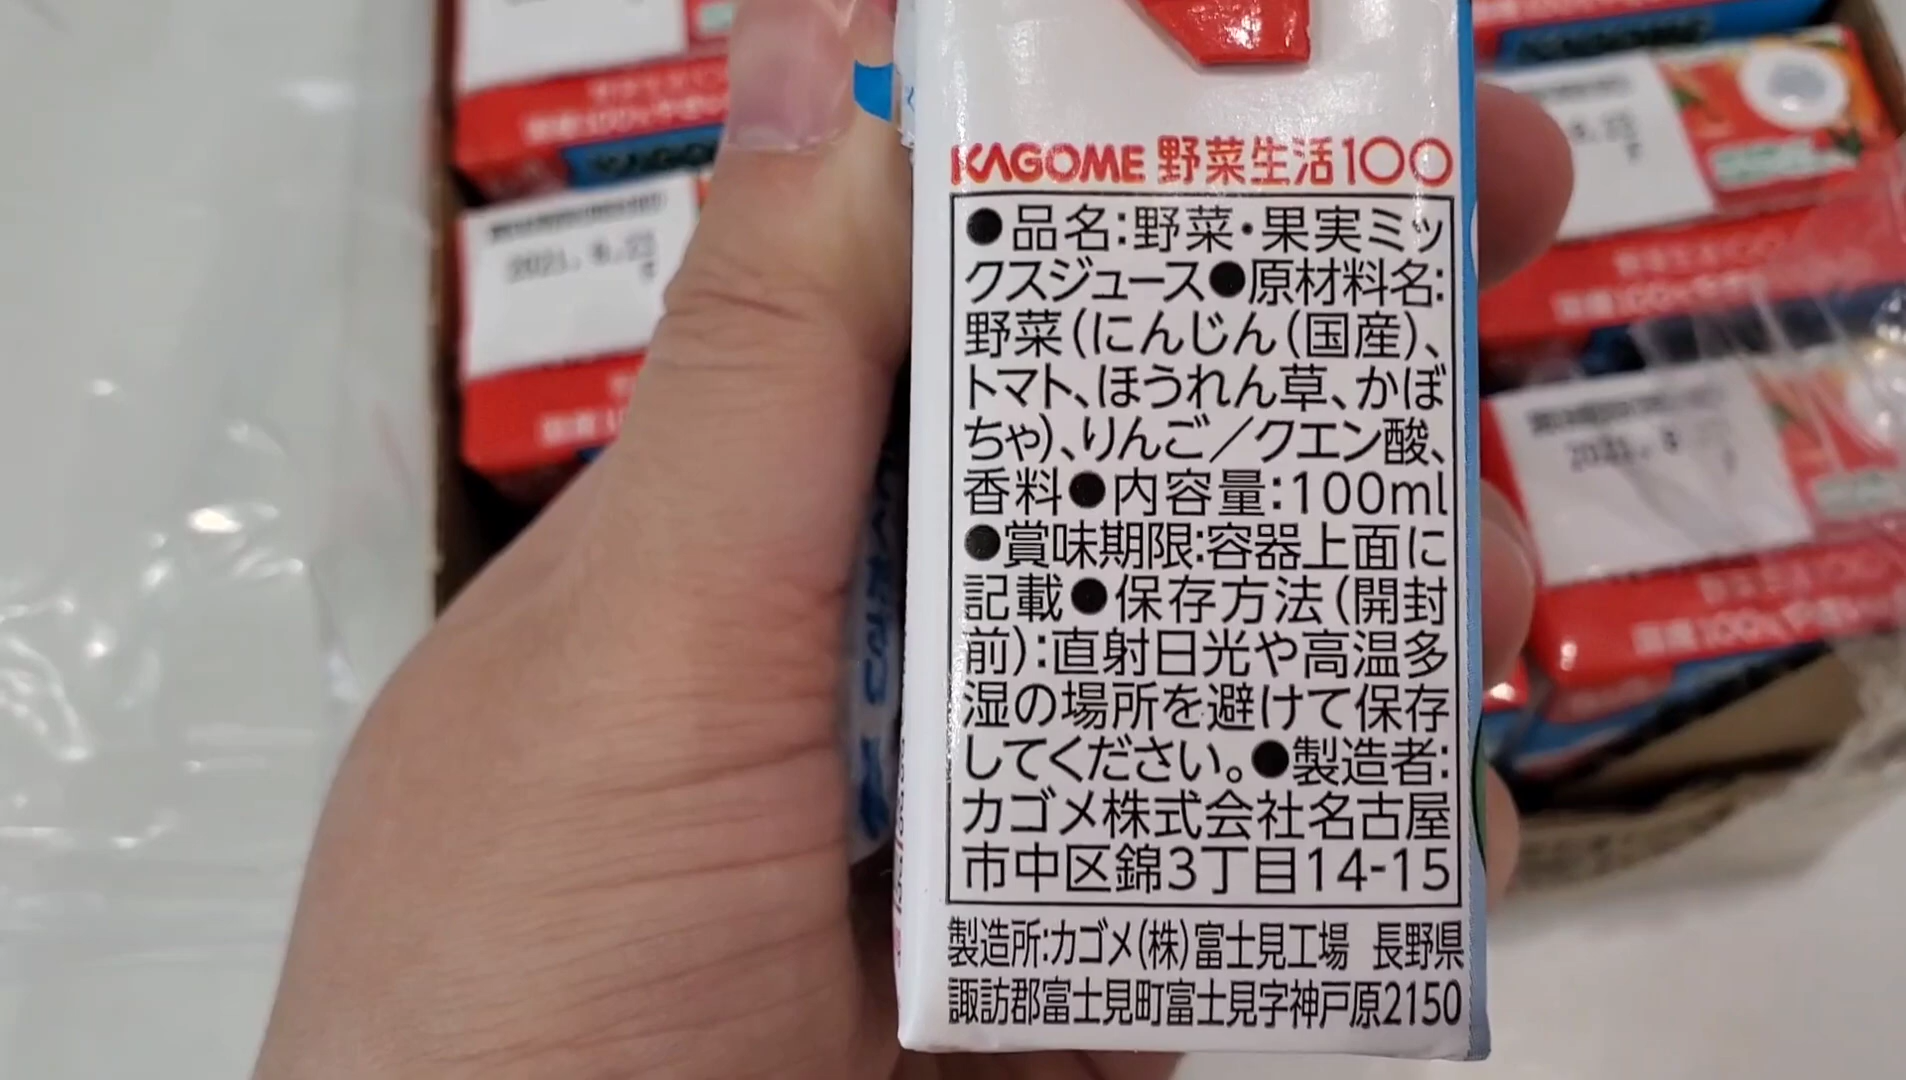 KAGOME 野菜生活100
●品名:野菜・果実ミッ
クスジュース●原材料名:
野菜(にんじん(国産)、
トマト、ほうれん草、かぼ
ちゃ)、りんご/クエン酸、
香料●内容量:100ml
●賞味期限:容器上面に
記載●保存方法(開封
前):直射日光や高温多
湿の場所を避けて保存
してください。●製造者:
カゴメ株式会社名古屋
市中区錦3丁目14-15
製造所:カゴメ(株)富士見工場 長野県
諏訪郡富士見町富士見字神戸原2150